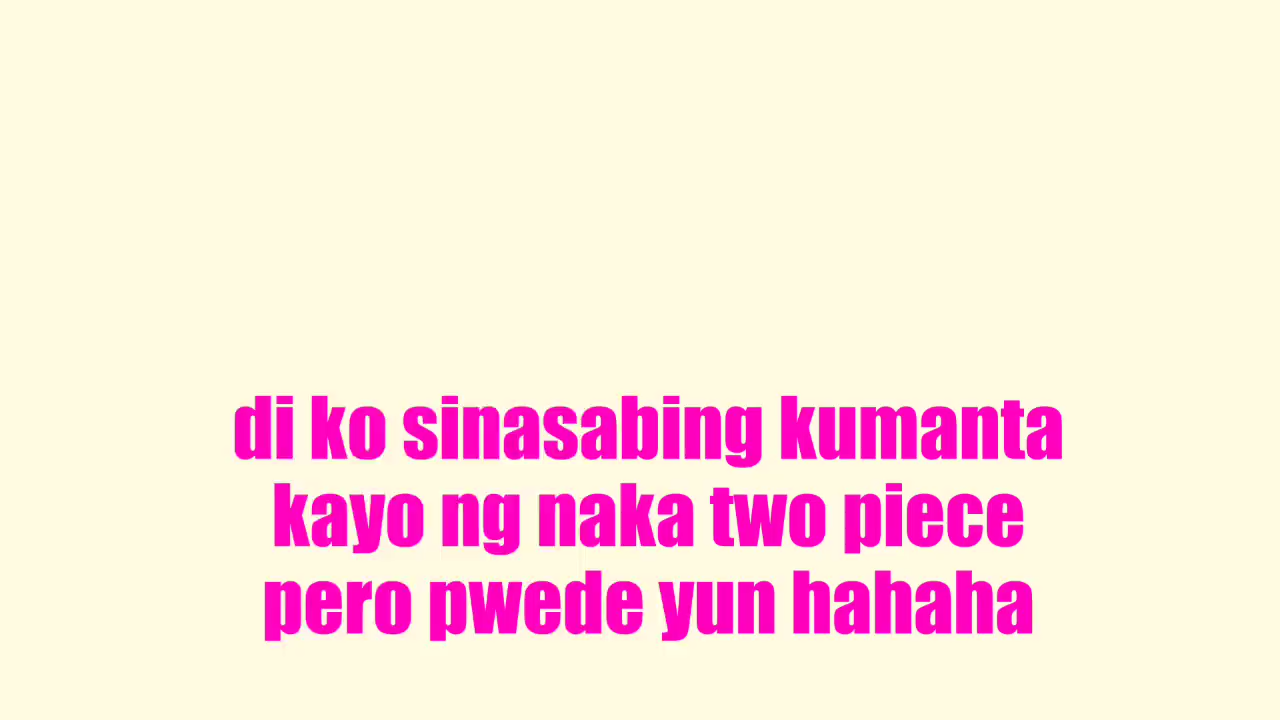 di ko sinasabing kumanta
kayo ng naka two piece
pero pwede yun hahaha